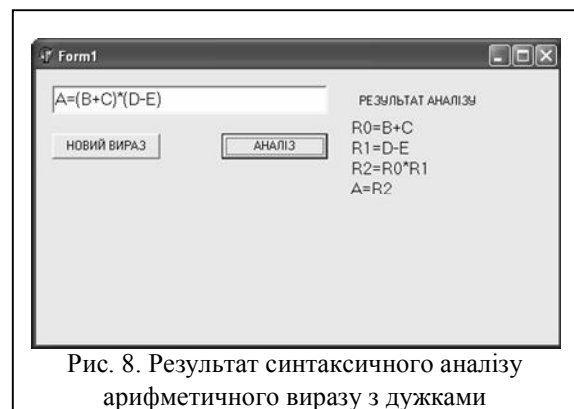 Form1
A=(B+C)*(D-E)
РЕЗУЛЬТАТ АНАЛІЗУ
НОВИЙ ВИРАЗ
АНАЛІЗ
R0=B+C
R1=D-E
R2=R0*R1
A=R2
Рис. 8. Результат синтаксичного аналізу
арифметичного виразу з дужками